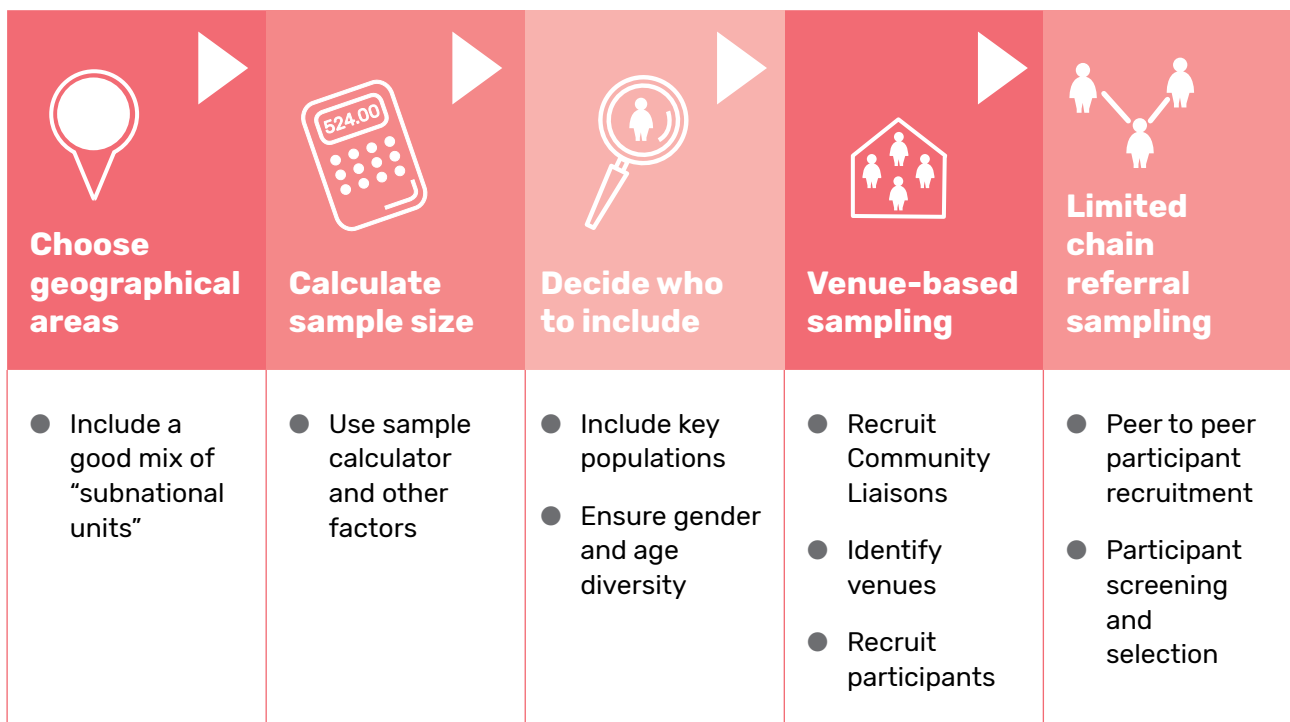 Choose
geographical
areas
● Include a
good mix of
“subnational
units”
524.00
Calculate
sample size
● Use sample
calculator
and other
factors
Decide who
to include
● Include key
populations
● Ensure gender
and age
diversity
Venue-based
sampling
● Recruit
Community
Liaisons
● Identify
venues
● Recruit
participants
Limited
chain
referral
sampling
● Peer to peer
participant
recruitment
● Participant
screening
and
selection